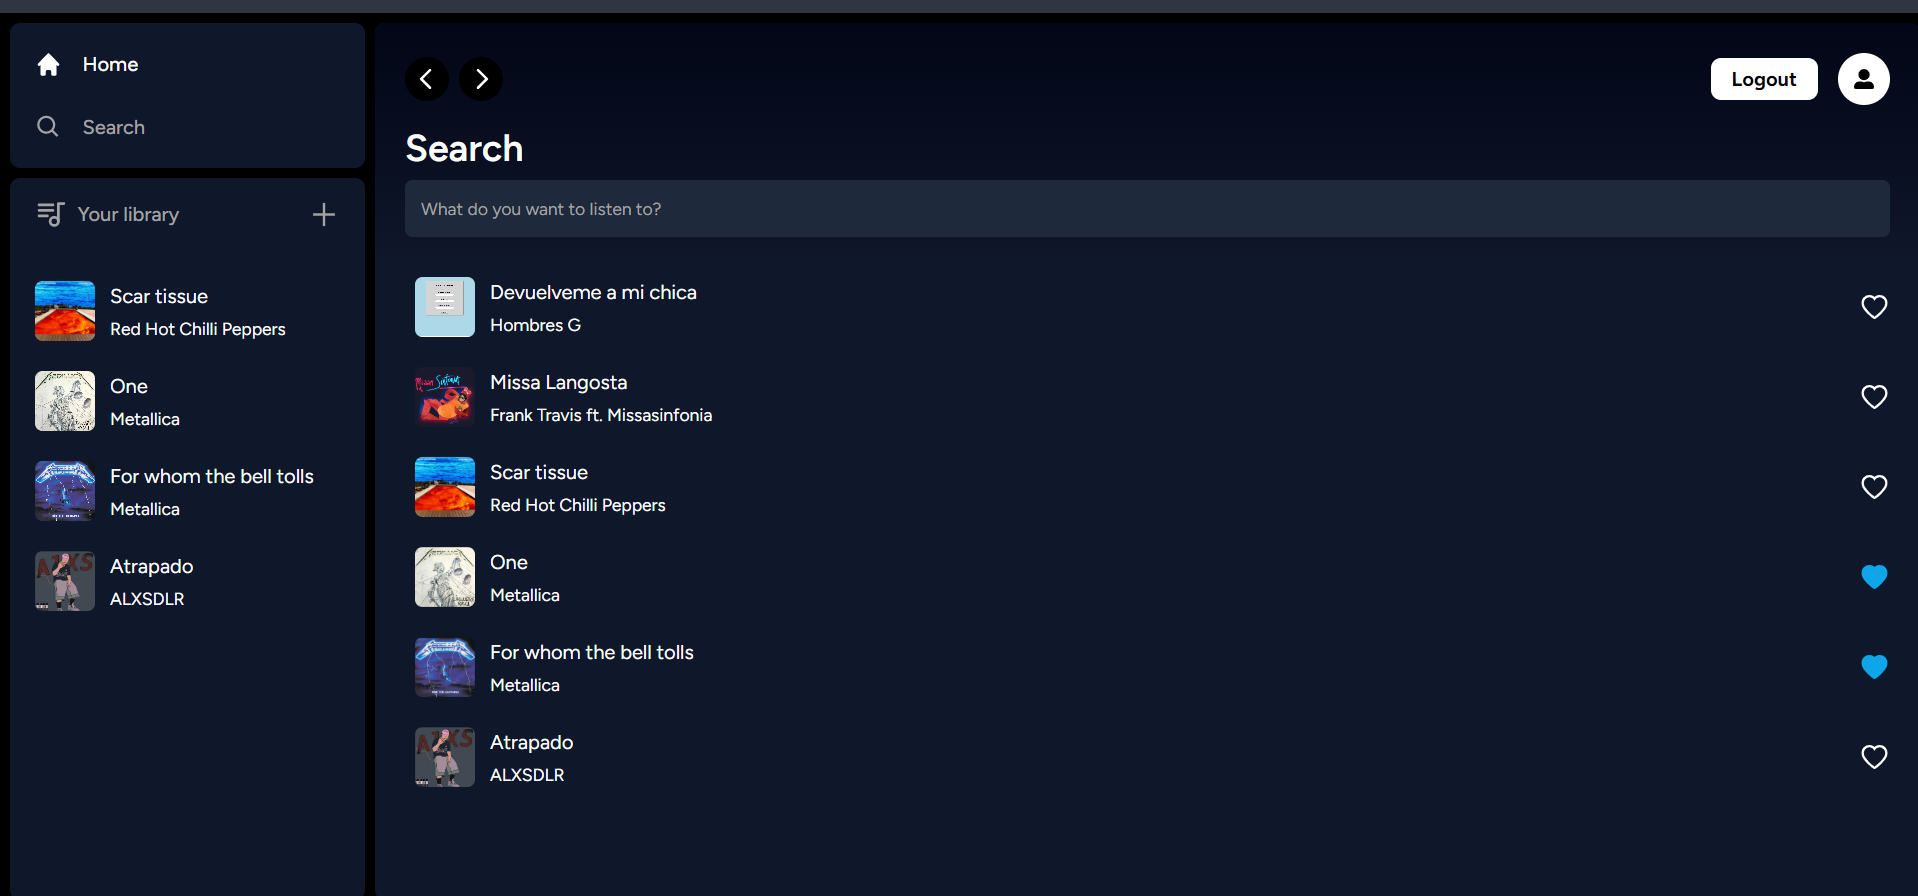 Home
Search
Your library
Scar tissue
Red Hot Chilli Peppers
One
Metallica
For whom the bell tolls
Metallica
Atrapado
ALXSDLR
Logout
Search
What do you want to listen to?
Devuelveme a mi chica
Hombres G
Missa Langosta
Frank Travis ft. Missasinfonia
Scar tissue
Red Hot Chilli Peppers
One
Metallica
For whom the bell tolls
Metallica
Atrapado
ALXSDLR